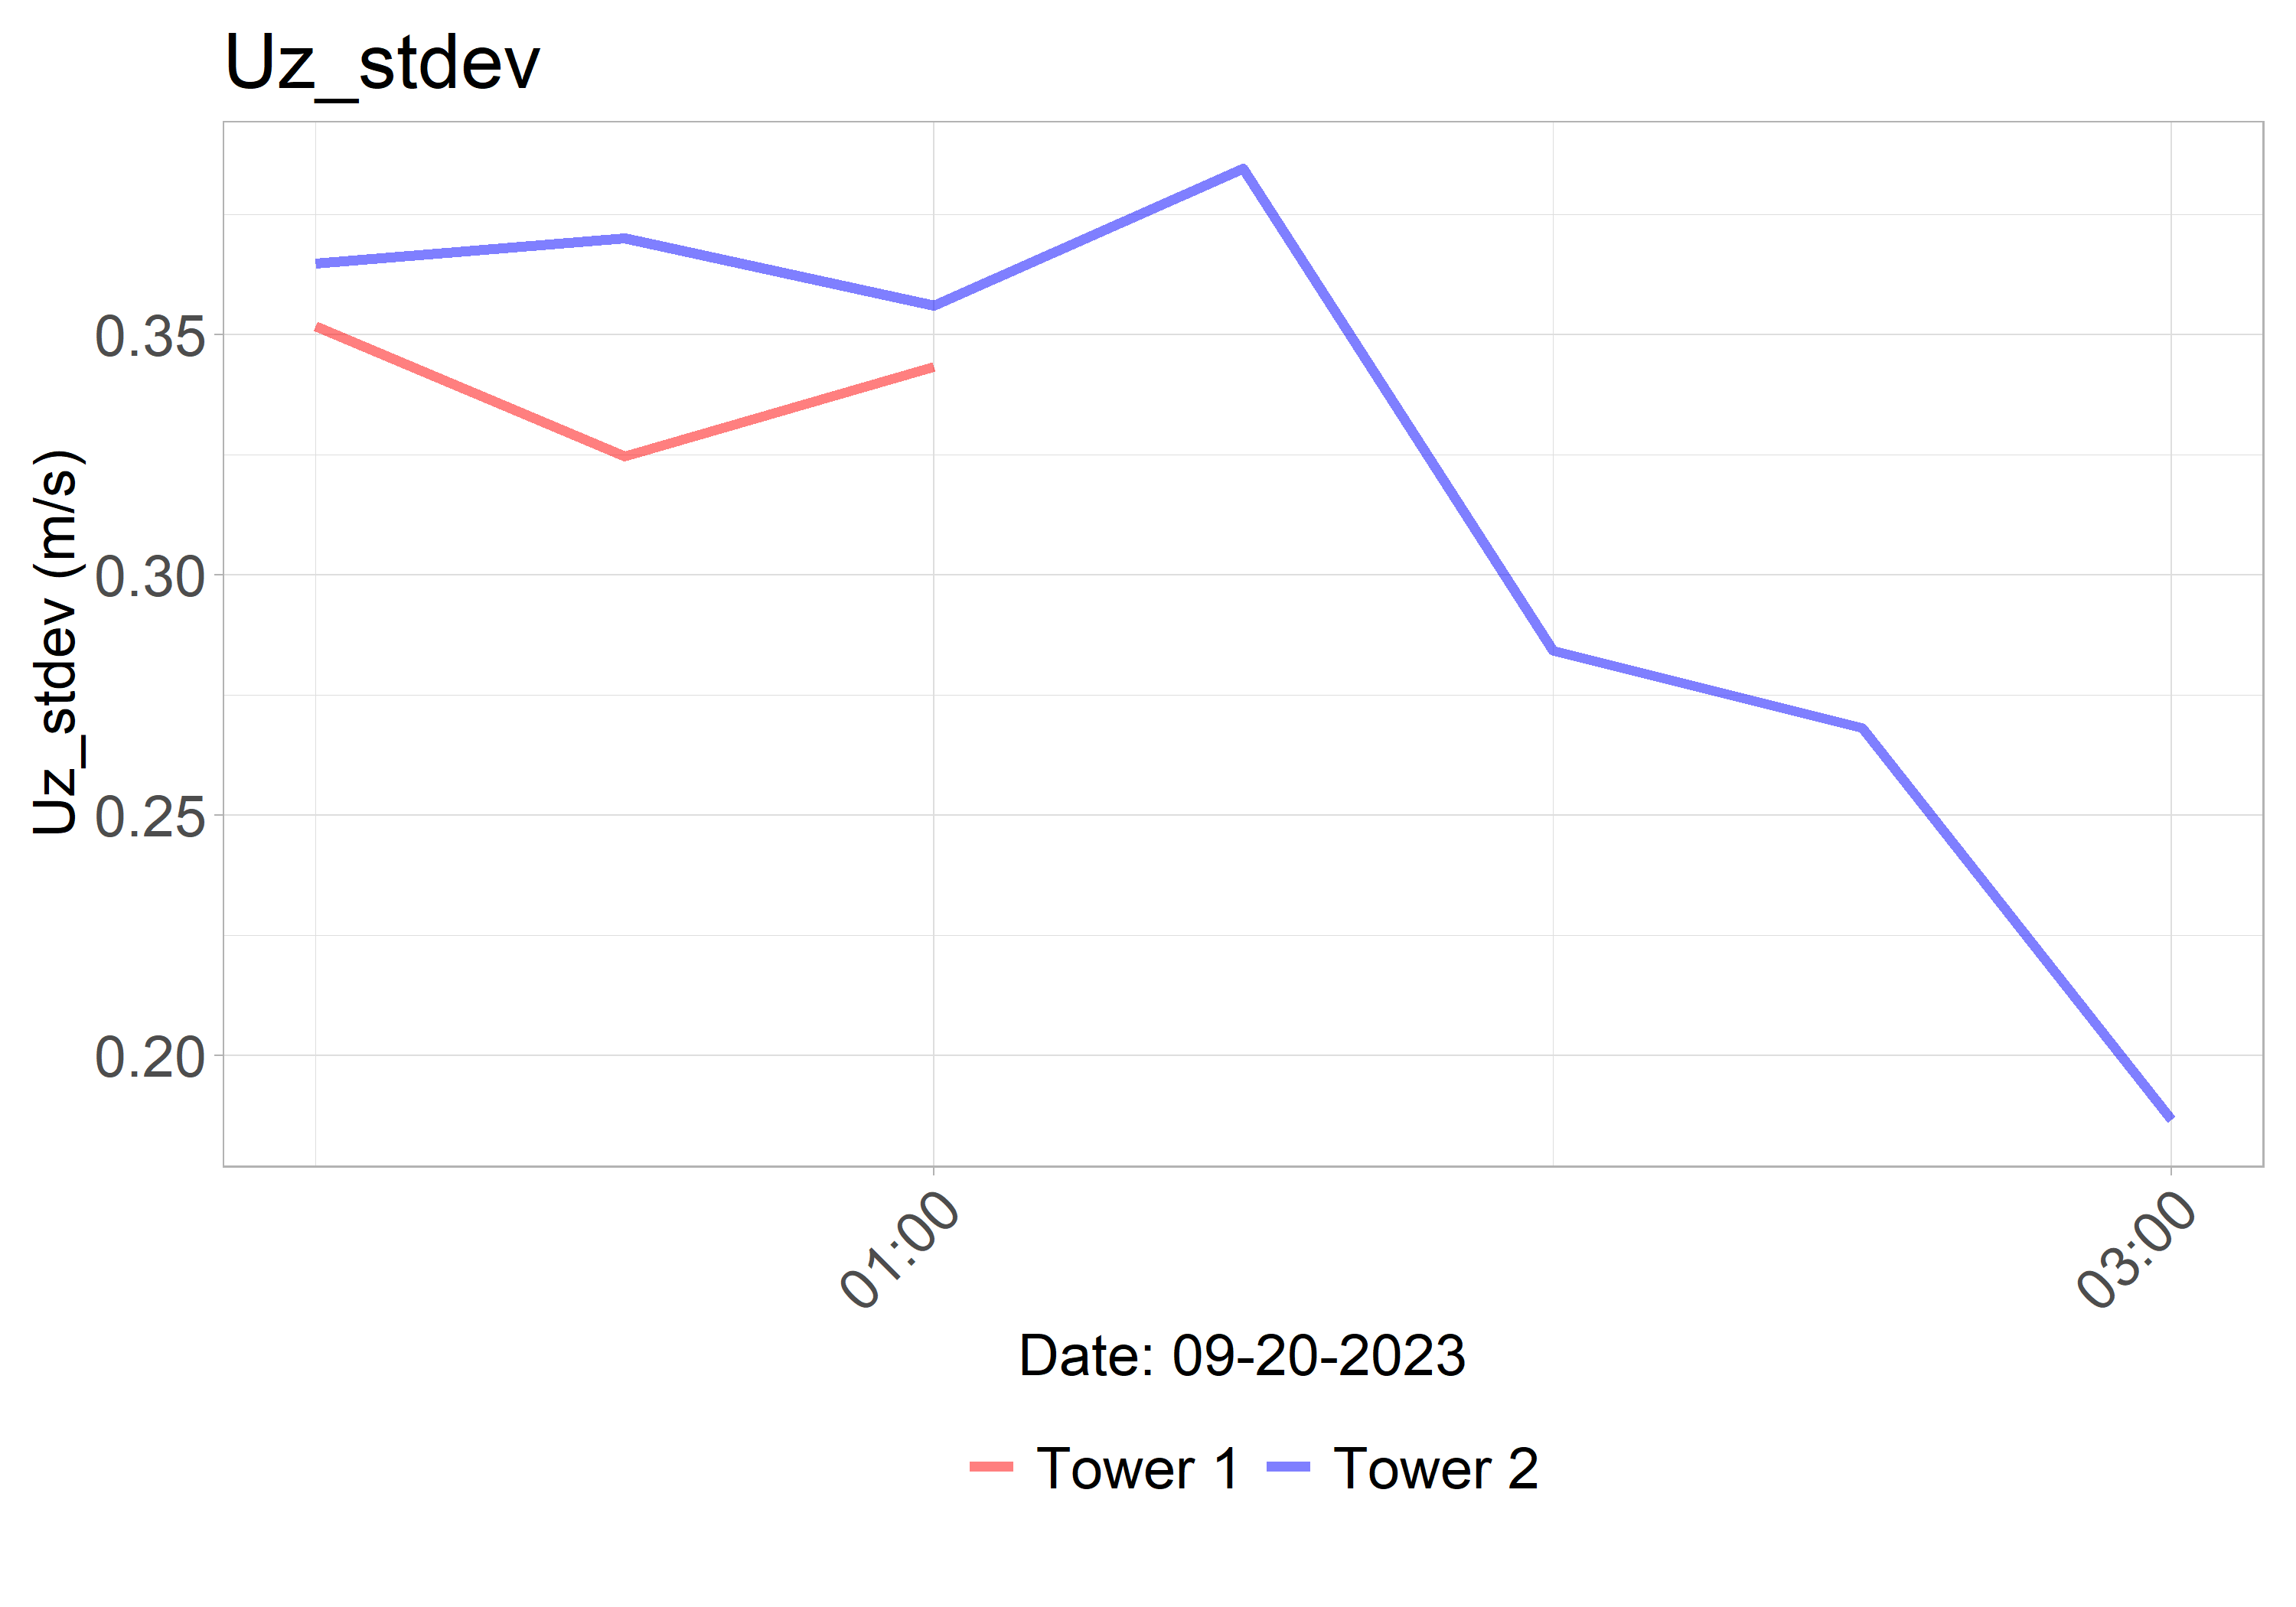 Uz_stdev
Uz_stdev (m/s)
0.35
0.30
0.25
0.20
01:00
03:00
Date: 09-20-2023
Tower 1
Tower 2